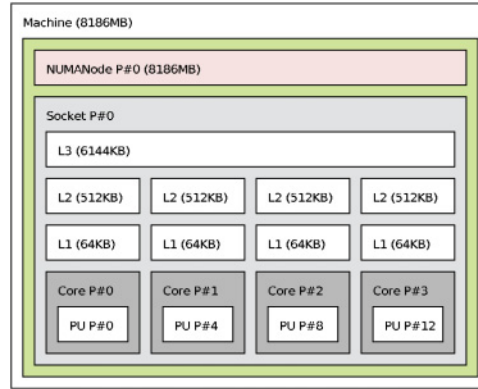 Machine (8186MB)
NUMANode P#0 (8186MB)
Socket P#0
L3 (6144KB)
L2 (512KB) L2 (512KB) L2 (512KB) L2 (512KB)
L1 (64KB) L1 (64KB) L1 (64KB) L1 (64KB)
Core P#0 Core P#1 Core P#2 Core P#3
PU P#0 PU P#4 PU P#8 PU P#12